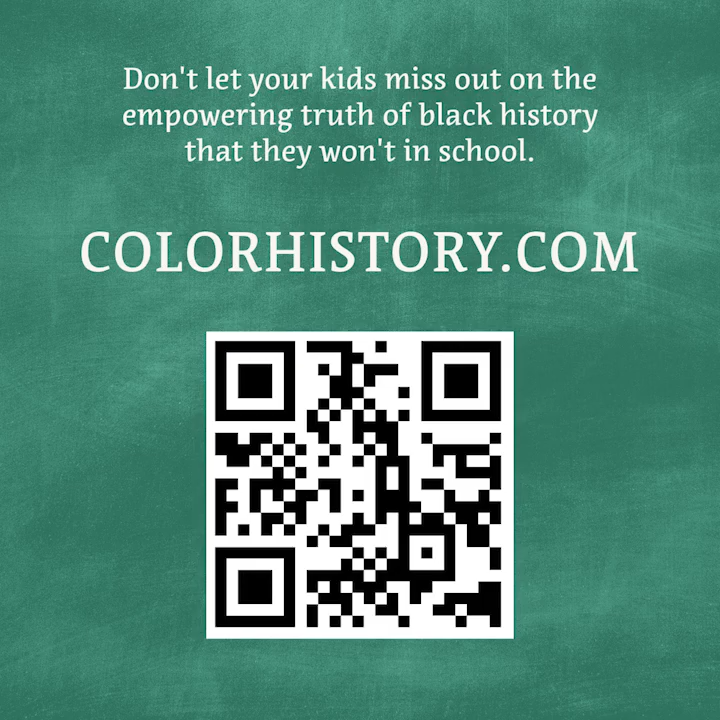 Don't let your kids miss out on the
empowering truth of black history
that they won't in school.
COLORHISTORY.COM